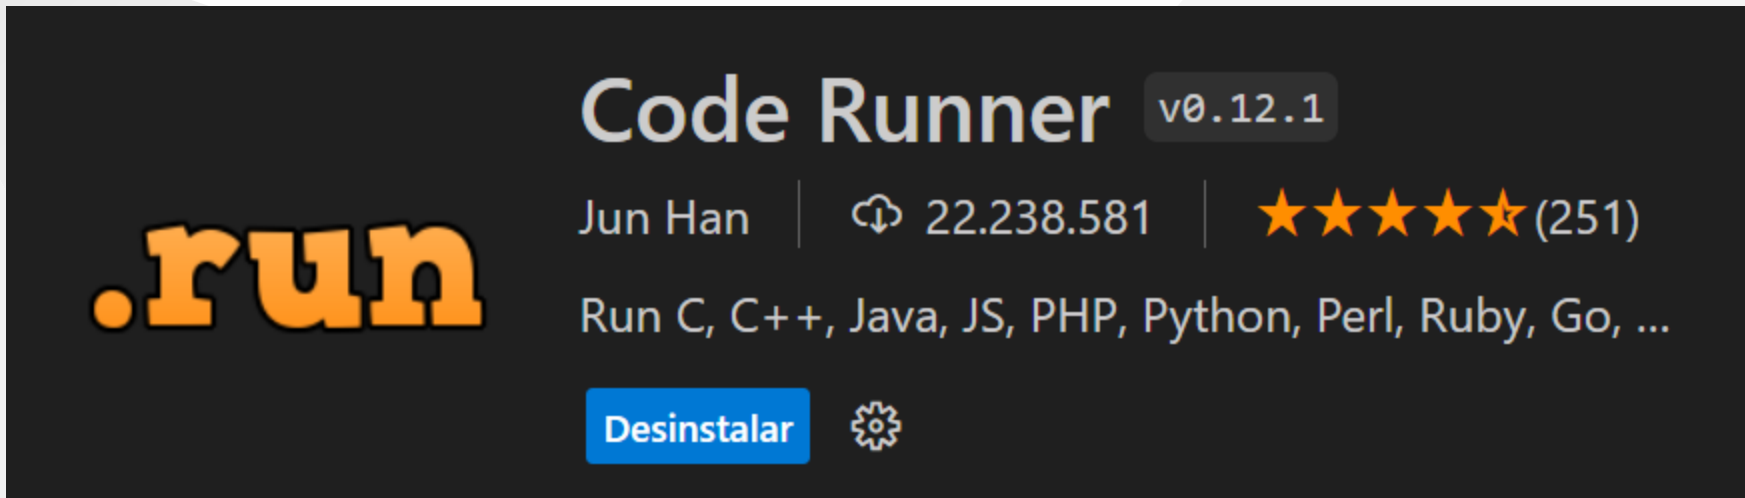 .run
Code Runner v0.12.1
Jun Han 22.238.581 (251)
Run C, C++, Java, JS, PHP, Python, Perl, Ruby, Go, ...
Desinstalar